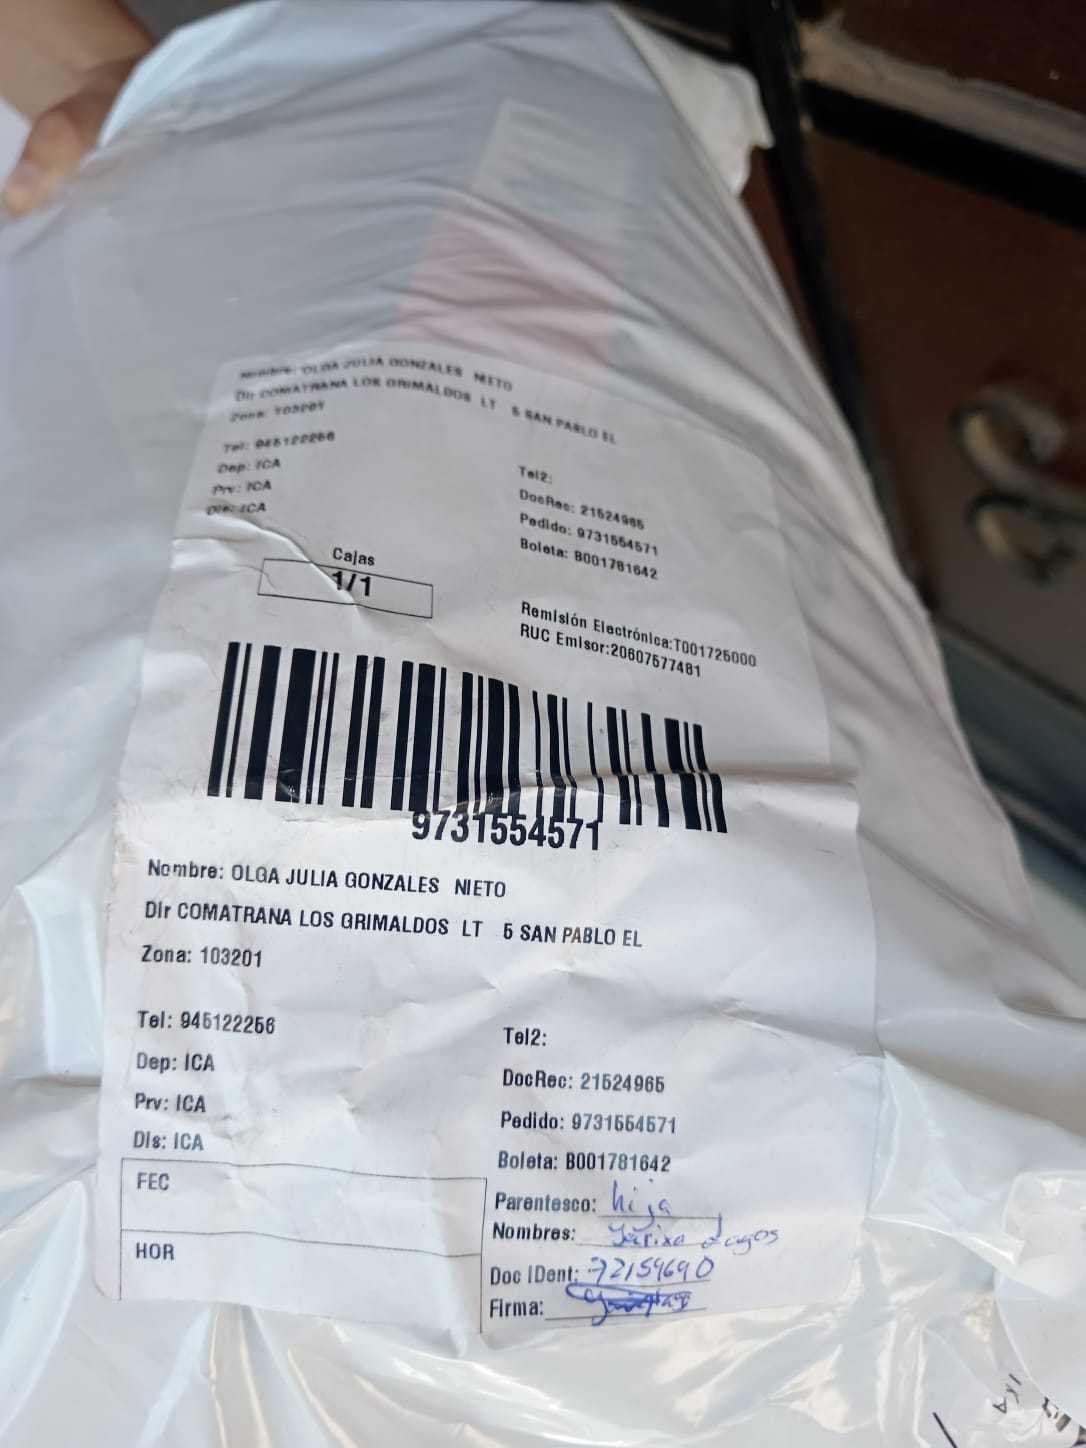 Nombre: OLGA JULIA GONZALES NIETO
Dir COMATRANA LOS GRIMALDOS LT 5 SAN PABLO EL
Zona: 103201
Tel: 945122256
Dep: ICA
Prv: ICA
Dis: ICA
Tel2:
DocRec: 21524965
Pedido: 9731554571
Boleta: B001781642
Cajas
1/1
Remisión Electrónica:T001725000
RUC Emisor:20607577481
9731554571
Nombre: OLGA JULIA GONZALES NIETO
Dir COMATRANA LOS GRIMALDOS LT 5 SAN PABLO EL
Zona: 103201
Tel: 945122256
Dep: ICA
Prv: ICA
Dis: ICA
Tel2:
DocRec: 21524965
Pedido: 9731554571
Boleta: B001781642
FEC
HOR
Parentesco: hija
Nombres: Yarixa Lagos
Doc IDent: 72159690
Firma: